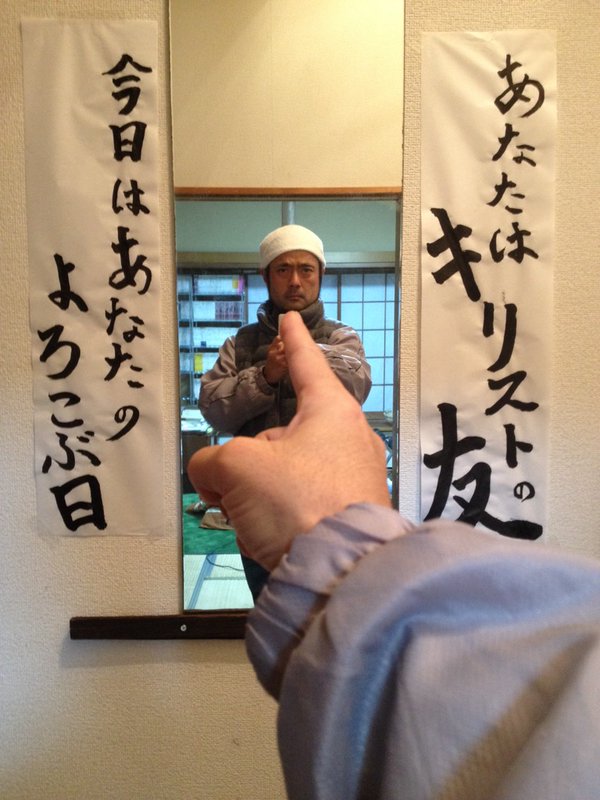 あなたは
キリストの
友
今日はあなたの
よろこぶ日